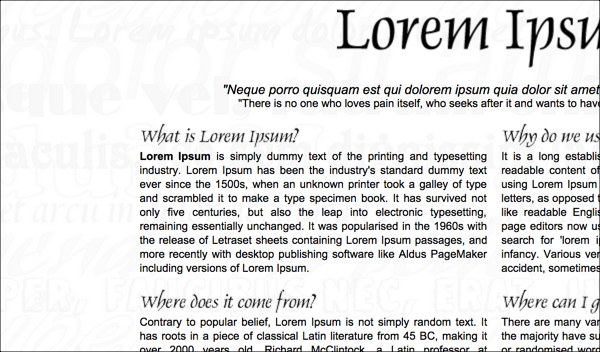 Lorem Ipsu
"Neque porro quisquam est qui dolorem ipsum quia dolor sit amet
"There is no one who loves pain itself, who seeks after it and wants to have
What is Lorem Ipsum?
Lorem Ipsum is simply dummy text of the printing and typesetting
industry. Lorem Ipsum has been the industry's standard dummy text
ever since the 1500s, when an unknown printer took a galley of type
and scrambled it to make a type specimen book. It has survived not
only five centuries, but also the leap into electronic typesetting,
remaining essentially unchanged. It was popularised in the 1960s with
the release of Letraset sheets containing Lorem Ipsum passages, and
more recently with desktop publishing software like Aldus PageMaker
including versions of Lorem Ipsum.
Why do we us
It is a long establis
readable content of
using Lorem Ipsum
letters, as opposed t
like readable Englis
page editors now us
search for 'lorem i
infancy. Various ver
accident, sometimes
Where does it come from?
Contrary to popular belief, Lorem Ipsum is not simply random text. It
has roots in a piece of classical Latin literature from 45 BC, making it
over 2000 years old. Richard McClintock, a Latin professor at
Where can I g
There are many var
the majority have su
or randomised word